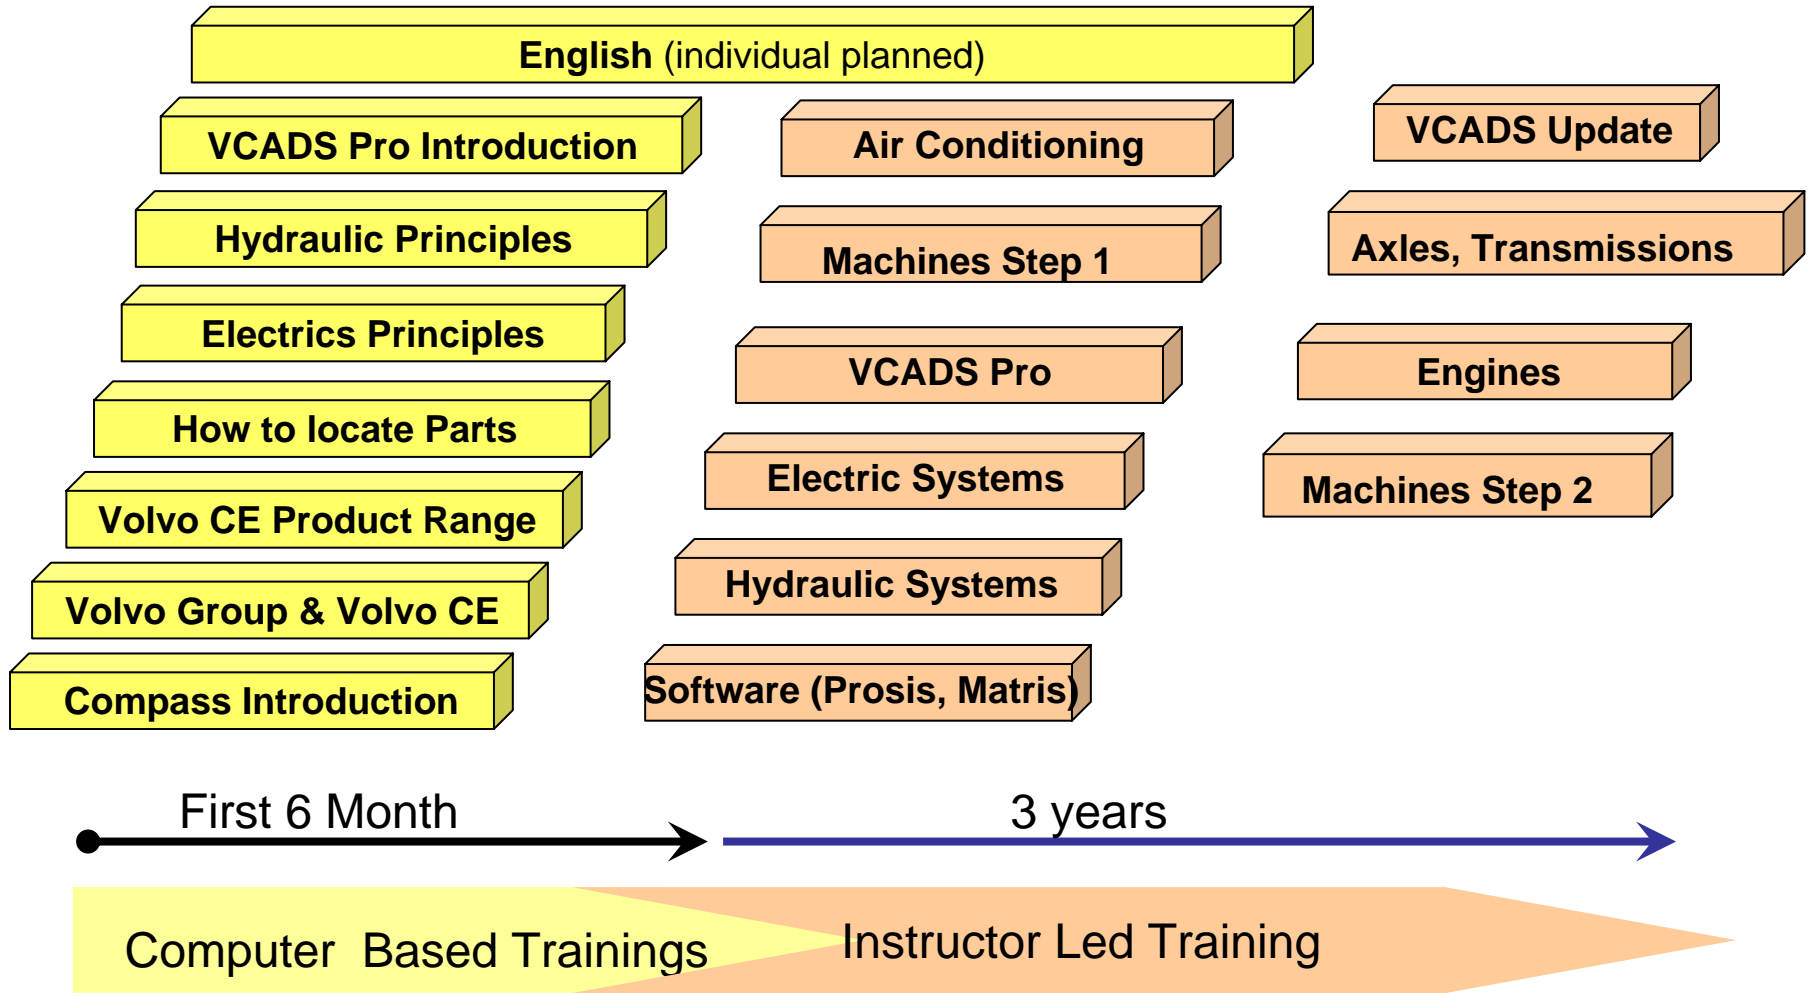 English (individual planned)
VCADS Pro Introduction
Hydraulic Principles
Electrics Principles
How to locate Parts
Volvo CE Product Range
Volvo Group & Volvo CE
Compass Introduction
Air Conditioning
Machines Step 1
VCADS Pro
Electric Systems
Hydraulic Systems
Software (Prosis, Matris)
VCADS Update
Axles, Transmissions
Engines
Machines Step 2
First 6 Month
3 years
Computer Based Trainings
Instructor Led Training